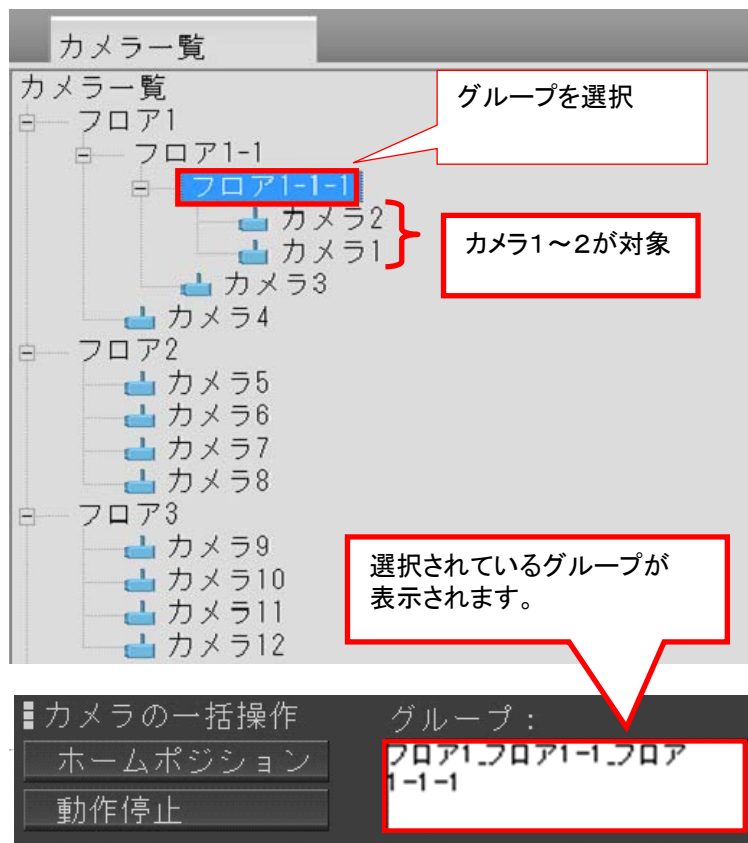 カメラ一覧
カメラ一覧
フロア1
フロア1-1
フロア1-1-1
カメラ2
カメラ1
カメラ3
カメラ4
フロア2
カメラ5
カメラ6
カメラ7
カメラ8
フロア3
カメラ9
カメラ10
カメラ11
カメラ12
グループを選択
カメラ1～2が対象
選択されているグループが
表示されます。
カメラの一括操作
ホームポジション
動作停止
グループ：
フロア1_フロア1-1_フロア
1-1-1